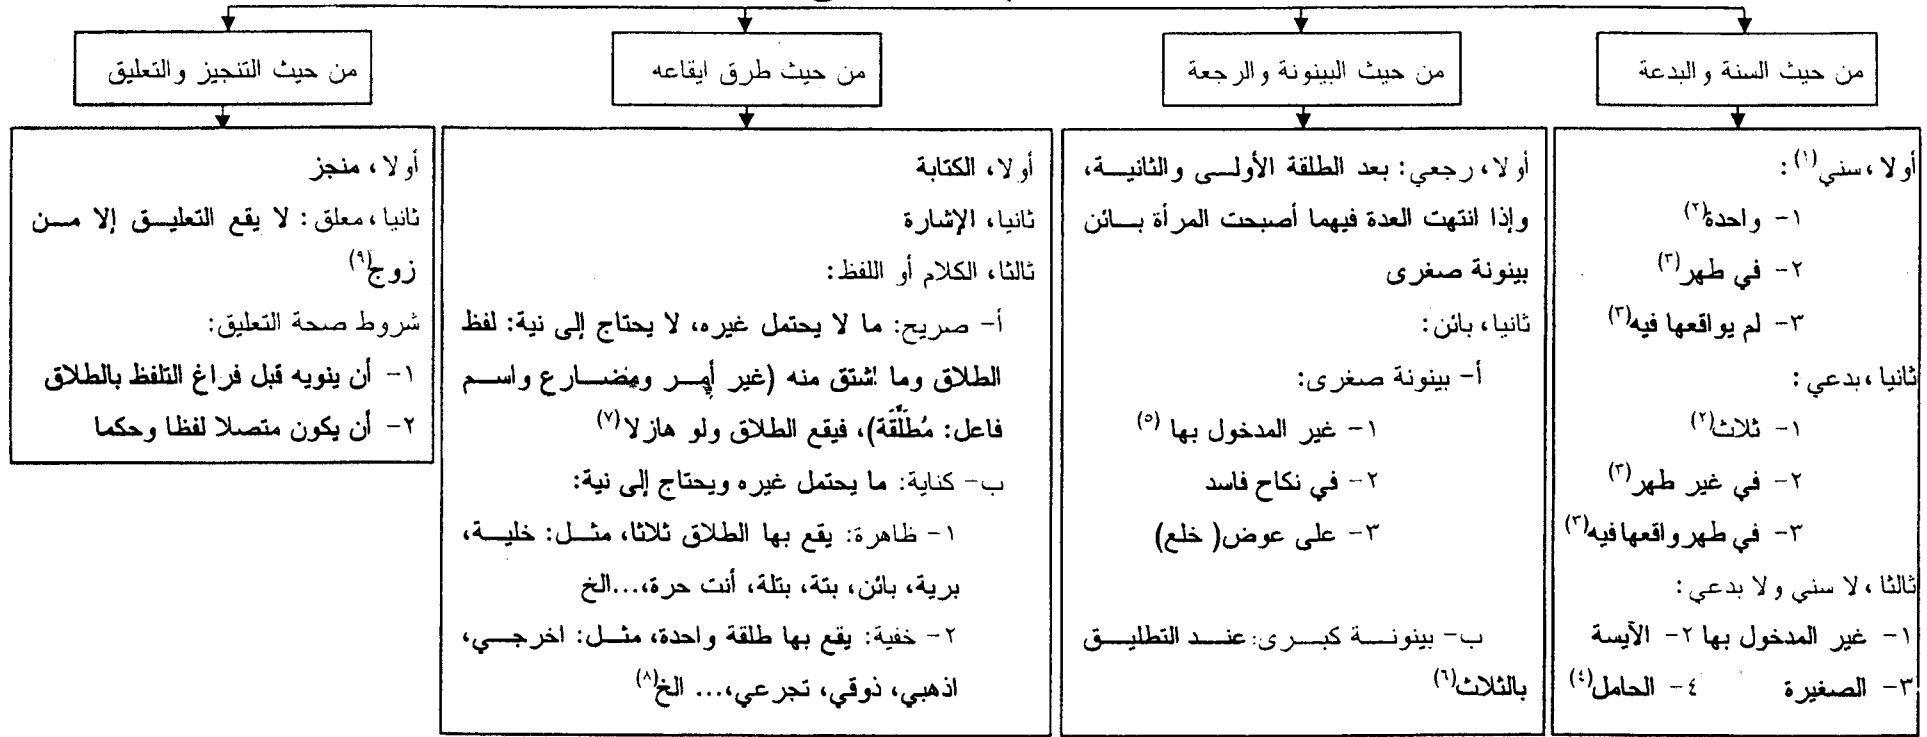 من حيث السنة والبدعة
من حيث البينونة والرجعة
من حيث طرق ايقاعه
من حيث التنجيز والتعليق
أولا، سني(١):
١- واحدة(٢)
٢- في طهر(٣)
٣- لم يواقعها فيه(٣)
ثانيا، بدعي:
١- ثلاث(٢)
٢- في غير طهر(٣)
٣- في طهر واقعها فيه(٣)
ثالثا، لا سني ولا بدعي:
١- غير المدخول بها ٢- الآيسة
٣- الصغيرة ٤- الحامل(٤)
أولا، رجعي: بعد الطلقة الأولى والثانية،
وإذا انتهت العدة فيهما أصبحت المرأة بائن
بينونة صغرى
ثانيا، بائن:
أ- بينونة صغرى:
١- غير المدخول بها (٥)
٢- في نكاح فاسد
٣- على عوض( خلع)
ب- بينونة كبرى: عند التطليق
بالثلاث(٦)
أولا، الكتابة
ثانيا، الإشارة
ثالثا، الكلام أو اللفظ:
أ- صريح: ما لا يحتمل غيره، لا يحتاج إلى نية: لفظ
الطلاق وما اشتق منه (غير أمر ومضارع واسم
فاعل: مُطَلِّقَة)، فيقع الطلاق ولو هازلا(٧)
ب- كناية: ما يحتمل غيره ويحتاج إلى نية:
١- ظاهرة: يقع بها الطلاق ثلاثا، مثل: خلية،
برية، بائن، بتة، بتلة، أنت حرة،...الخ
٢- خفية: يقع بها طلقة واحدة، مثل: اخرجي،
اذهبي، ذوقي، تجرعي،... الخ(٨)
أولا، منجز
ثانيا، معلق: لا يقع التعليق إلا من
زوج(٩)
شروط صحة التعليق:
١- أن ينويه قبل فراغ التلفظ بالطلاق
٢- أن يكون متصلا لفظا وحكما